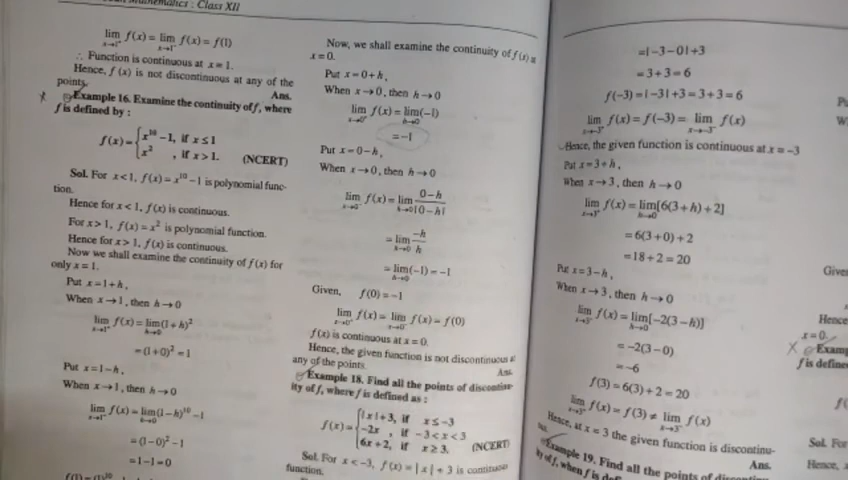 Mathematics : Class XII
lim x→1⁻ f(x) = lim x→1⁺ f(x) = f(1)
∴ Function is continuous at x = 1.
Hence, f(x) is not discontinuous at any of the
points. Ans.
Example 16. Examine the continuity of f, where
f is defined by :
f(x) = { x¹⁰ − 1, if x ≤ 1
x² , if x > 1. (NCERT)
Sol. For x < 1, f(x) = x¹⁰ − 1 is polynomial func-
tion.
Hence for x < 1, f(x) is continuous.
For x > 1, f(x) = x² is polynomial function.
Hence for x > 1, f(x) is continuous.
Now we shall examine the continuity of f(x) for
only x = 1.
Put x = 1 + h,
When x → 1, then h → 0
lim x→1⁺ f(x) = lim h→0 (1 + h)²
= (1 + 0)² = 1
Put x = 1 − h,
When x → 1, then h → 0
lim x→1⁻ f(x) = lim h→0 (1 − h)¹⁰ − 1
= (1 − 0)² − 1
= 1 − 1 = 0
Now, we shall examine the continuity of f(x) at
x = 0.
Put x = 0 + h,
When x → 0, then h → 0
lim x→0⁺ f(x) = lim h→0 (−1)
= −1
Put x = 0 − h,
When x → 0, then h → 0
lim x→0⁻ f(x) = lim h→0 0 − h / |0 − h|
= lim x→0 −h / h
= lim h→0 (−1) = −1
Given, f(0) = −1
lim x→0⁺ f(x) = lim x→0⁻ f(x) = f(0)
f(x) is continuous at x = 0.
Hence, the given function is not discontinuous at
any of the points. Ans.
Example 18. Find all the points of discontinu-
ity of f, where f is defined as :
f(x) = { |x| + 3, if x ≤ −3
−2x , if −3 < x < 3
6x + 2, if x ≥ 3. (NCERT)
Sol. For x < −3, f(x) = |x| + 3 is continuous
function.
= |−3 − 0| + 3
= 3 + 3 = 6
f(−3) = |−3| + 3 = 3 + 3 = 6
lim x→−3⁺ f(x) = f(−3) = lim x→−3⁻ f(x)
Hence, the given function is continuous at x = −3
Put x = 3 + h,
When x → 3, then h → 0
lim x→3⁺ f(x) = lim h→0 [6(3 + h) + 2]
= 6(3 + 0) + 2
= 18 + 2 = 20
Put x = 3 − h,
When x → 3, then h → 0
lim x→3⁻ f(x) = lim h→0 [−2(3 − h)]
= −2(3 − 0)
= −6
f(3) = 6(3) + 2 = 20
lim x→3⁺ f(x) = f(3) ≠ lim x→3⁻ f(x)
Hence, at x = 3 the given function is discontinu-
ous. Ans.
Example 19. Find all the points of
ity of f, when f is
Put
He
Give
Hence
x = 0.
Examp
f is define
Sol. For
Hence,